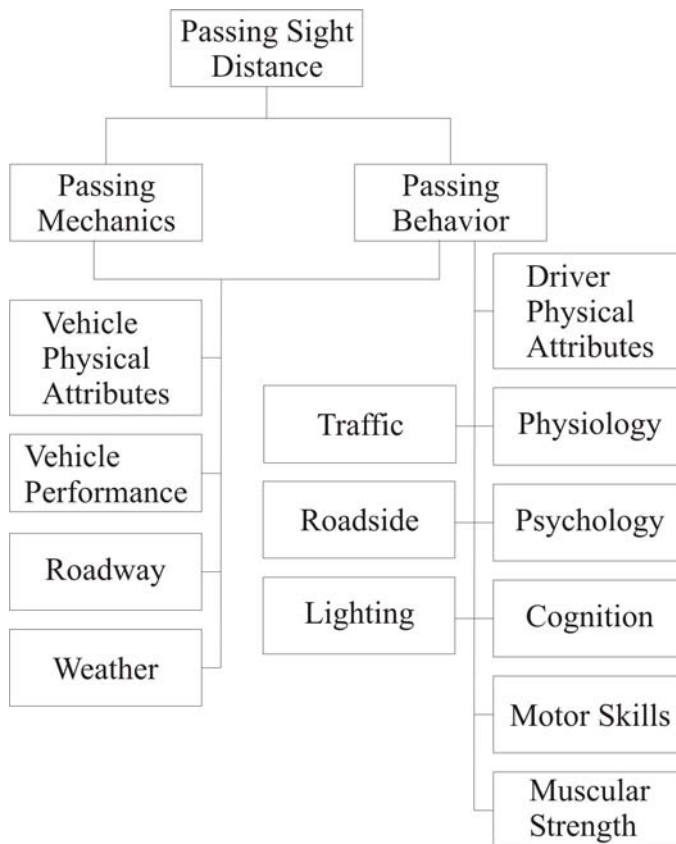 Passing Sight
Distance
Passing
Mechanics
Passing
Behavior
Vehicle
Physical
Attributes
Vehicle
Performance
Roadway
Weather
Traffic
Roadside
Lighting
Driver
Physical
Attributes
Physiology
Psychology
Cognition
Motor Skills
Muscular
Strength